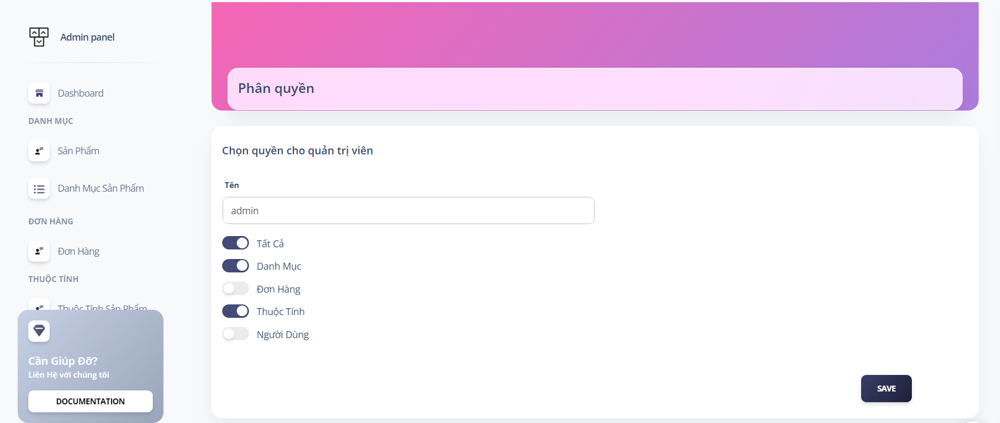 Admin panel
Dashboard
DANH MỤC
Sản Phẩm
Danh Mục Sản Phẩm
ĐƠN HÀNG
Đơn Hàng
THUỘC TÍNH
Thuộc Tính Sản Phẩm
Cần Giúp Đỡ?
Liên Hệ với chúng tôi
DOCUMENTATION
Phân quyền
Chọn quyền cho quản trị viên
Tên
admin
Tất Cả
Danh Mục
Đơn Hàng
Thuộc Tính
Người Dùng
SAVE